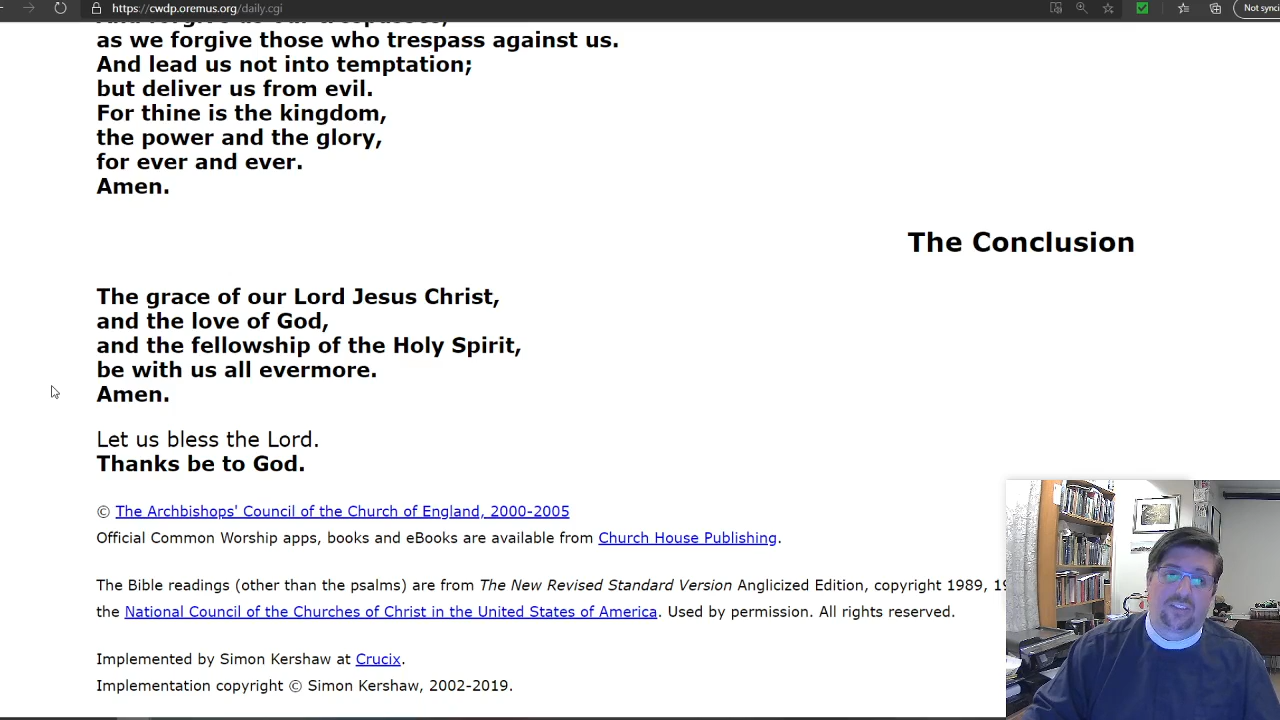 https://cwdp.oremus.org/daily.cgi
Not synci
as we forgive those who trespass against us.
And lead us not into temptation;
but deliver us from evil.
For thine is the kingdom,
the power and the glory,
for ever and ever.
Amen.
The Conclusion
The grace of our Lord Jesus Christ,
and the love of God,
and the fellowship of the Holy Spirit,
be with us all evermore.
Amen.
Let us bless the Lord.
Thanks be to God.
© The Archbishops' Council of the Church of England, 2000-2005
Official Common Worship apps, books and eBooks are available from Church House Publishing.
The Bible readings (other than the psalms) are from The New Revised Standard Version Anglicized Edition, copyright 1989,
the National Council of the Churches of Christ in the United States of America. Used by permission. All rights reserved.
Implemented by Simon Kershaw at Crucix.
Implementation copyright © Simon Kershaw, 2002-2019.